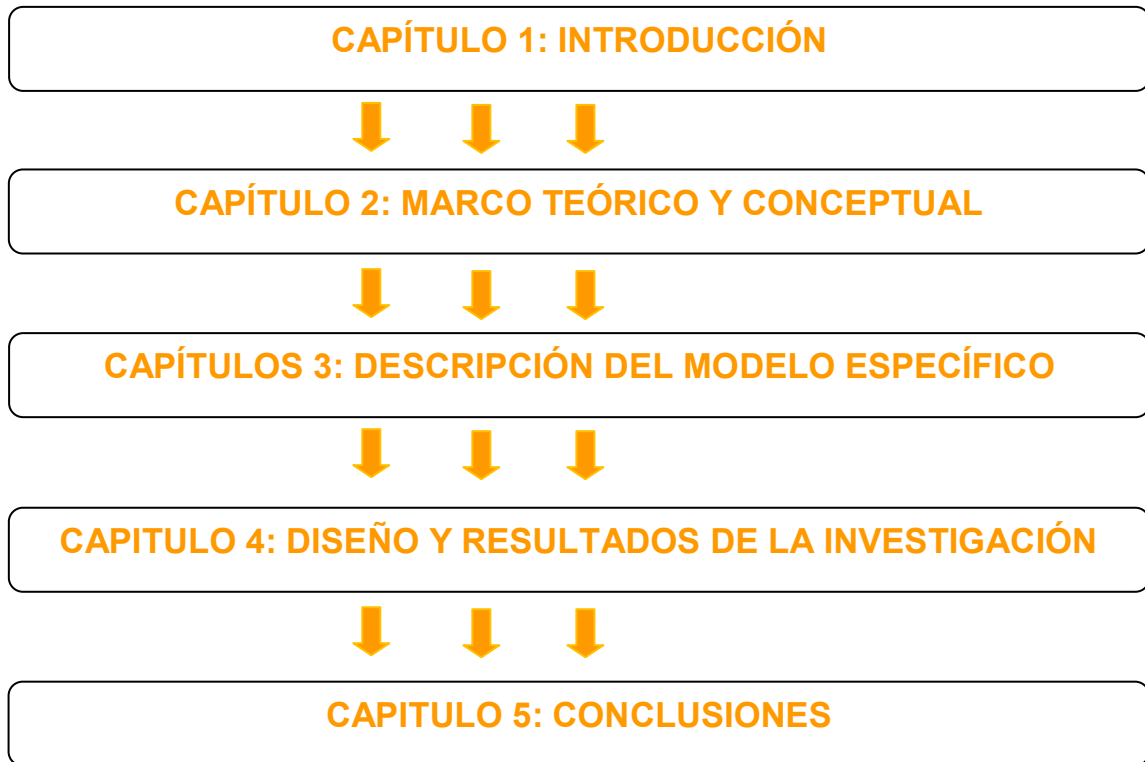 CAPÍTULO 1: INTRODUCCIÓN
CAPÍTULO 2: MARCO TEÓRICO Y CONCEPTUAL
CAPÍTULOS 3: DESCRIPCIÓN DEL MODELO ESPECÍFICO
CAPITULO 4: DISEÑO Y RESULTADOS DE LA INVESTIGACIÓN
CAPITULO 5: CONCLUSIONES